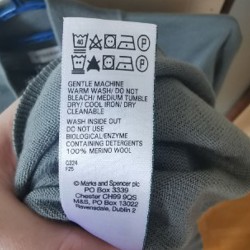 40
P
GENTLE MACHINE
WARM WASH/ DO NOT
BLEACH/ MEDIUM TUMBLE
DRY/ COOL IRON/ DRY
CLEANABLE
WASH INSIDE OUT
DO NOT USE
BIOLOGICAL/ENZYME
CONTAINING DETERGENTS
100% MERINO WOOL
© Marks and Spencer plc
PO Box 3339
Chester CH99 9QS
M&S, PO Box 13022
Ravensdale, Dublin 2